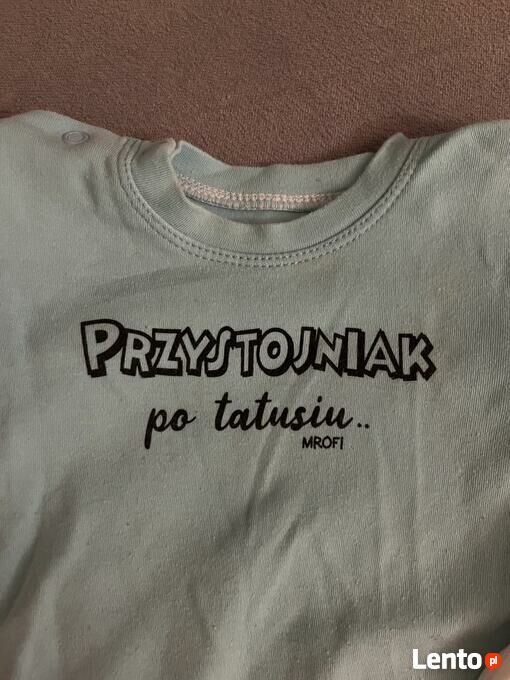 PRZYSTOJNIAK
po tatusiu..
MROFI
Lento pl